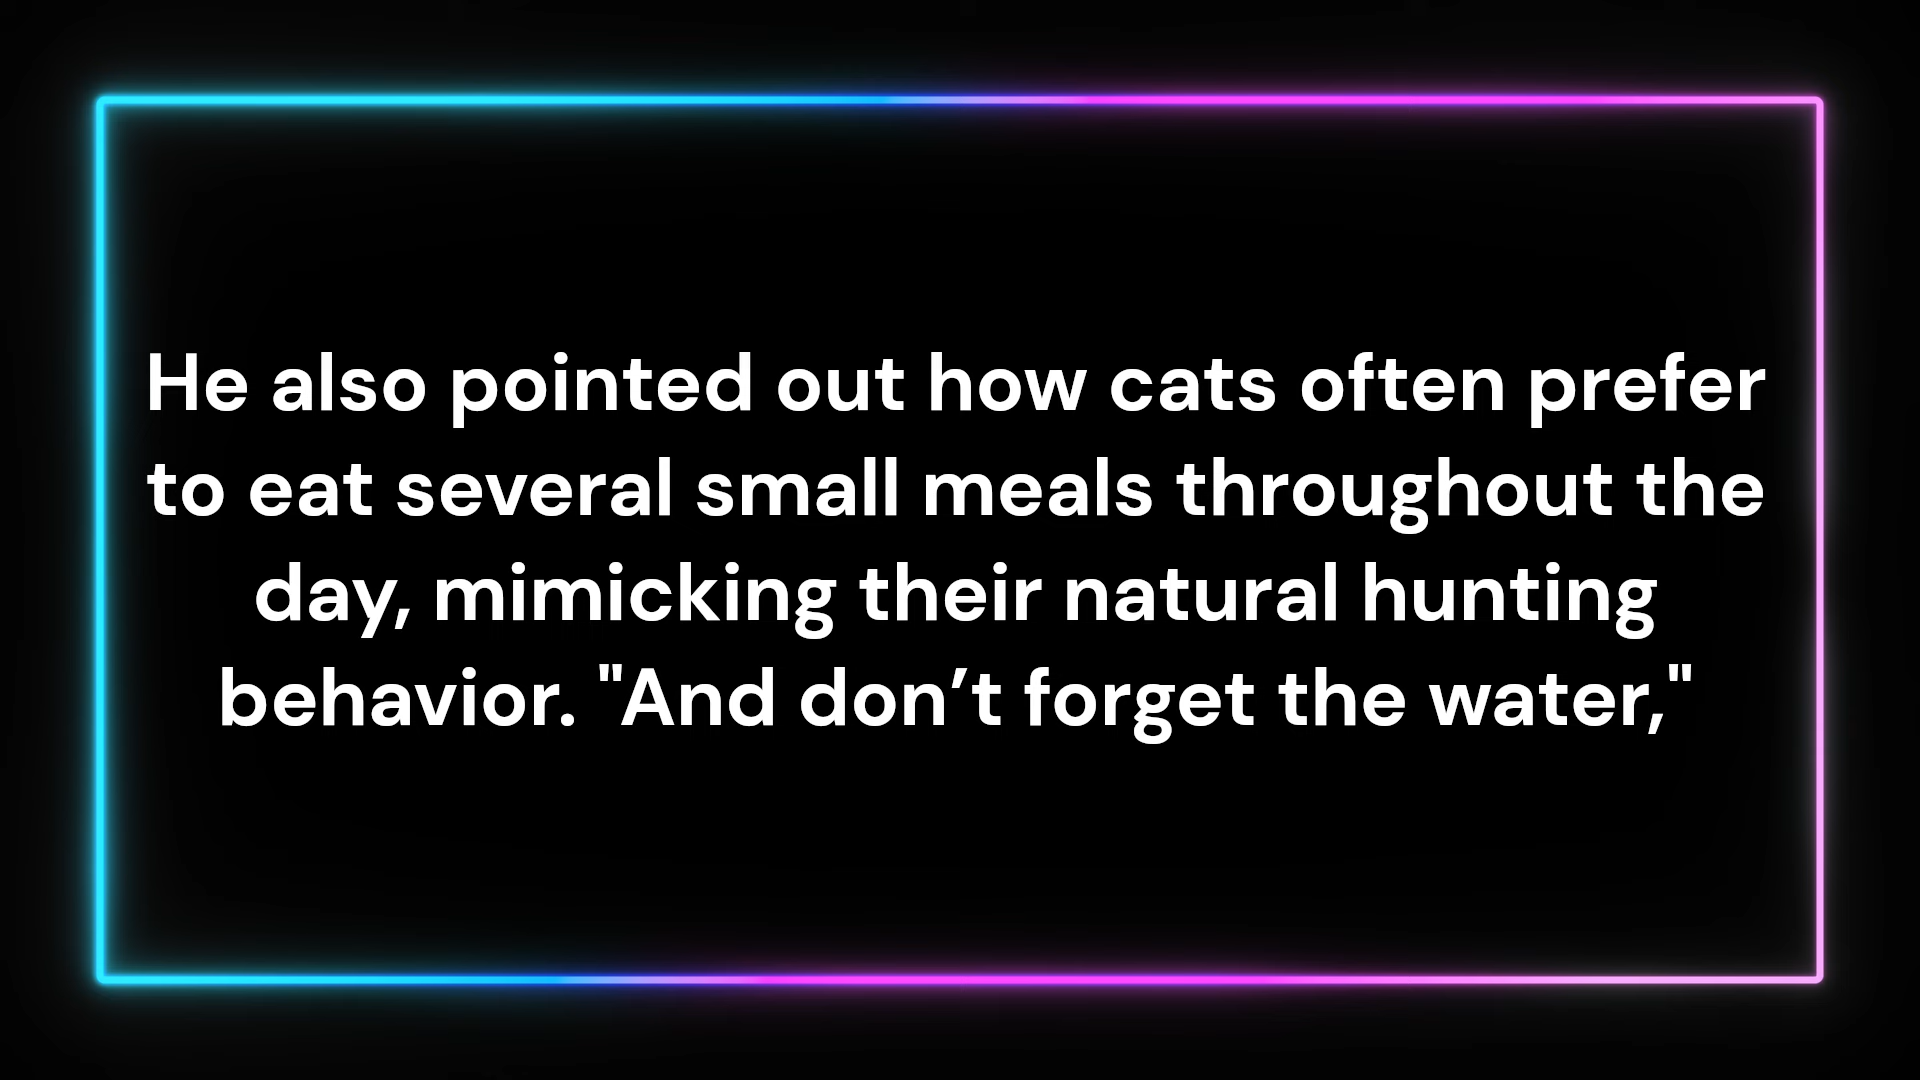 He also pointed out how cats often prefer
to eat several small meals throughout the
day, mimicking their natural hunting
behavior. "And don’t forget the water,"